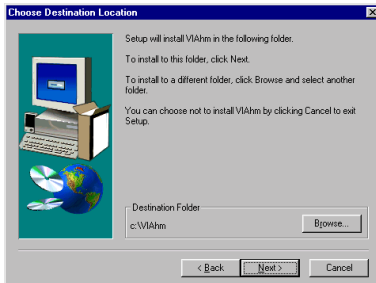 Choose Destination Location
Setup will install VIAhm in the following folder.
To install to this folder, click Next.
To install to a different folder, click Browse and select another
folder.
You can choose not to install VIAhm by clicking Cancel to exit
Setup.
Destination Folder
c:\VIAhm
Browse...
< Back
Next >
Cancel